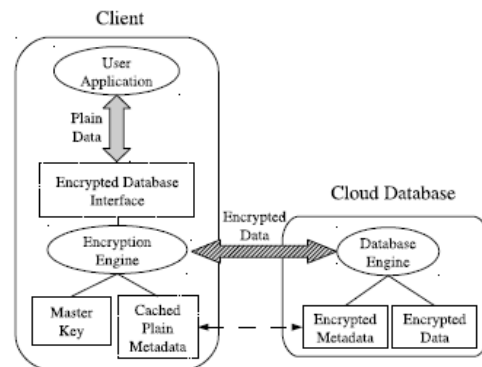 Client
User
Application
Plain
Data
Encrypted Database
Interface
Encryption
Engine
Master
Key
Cached
Plain
Metadata
Encrypted
Data
Cloud Database
Database
Engine
Encrypted
Metadata
Encrypted
Data